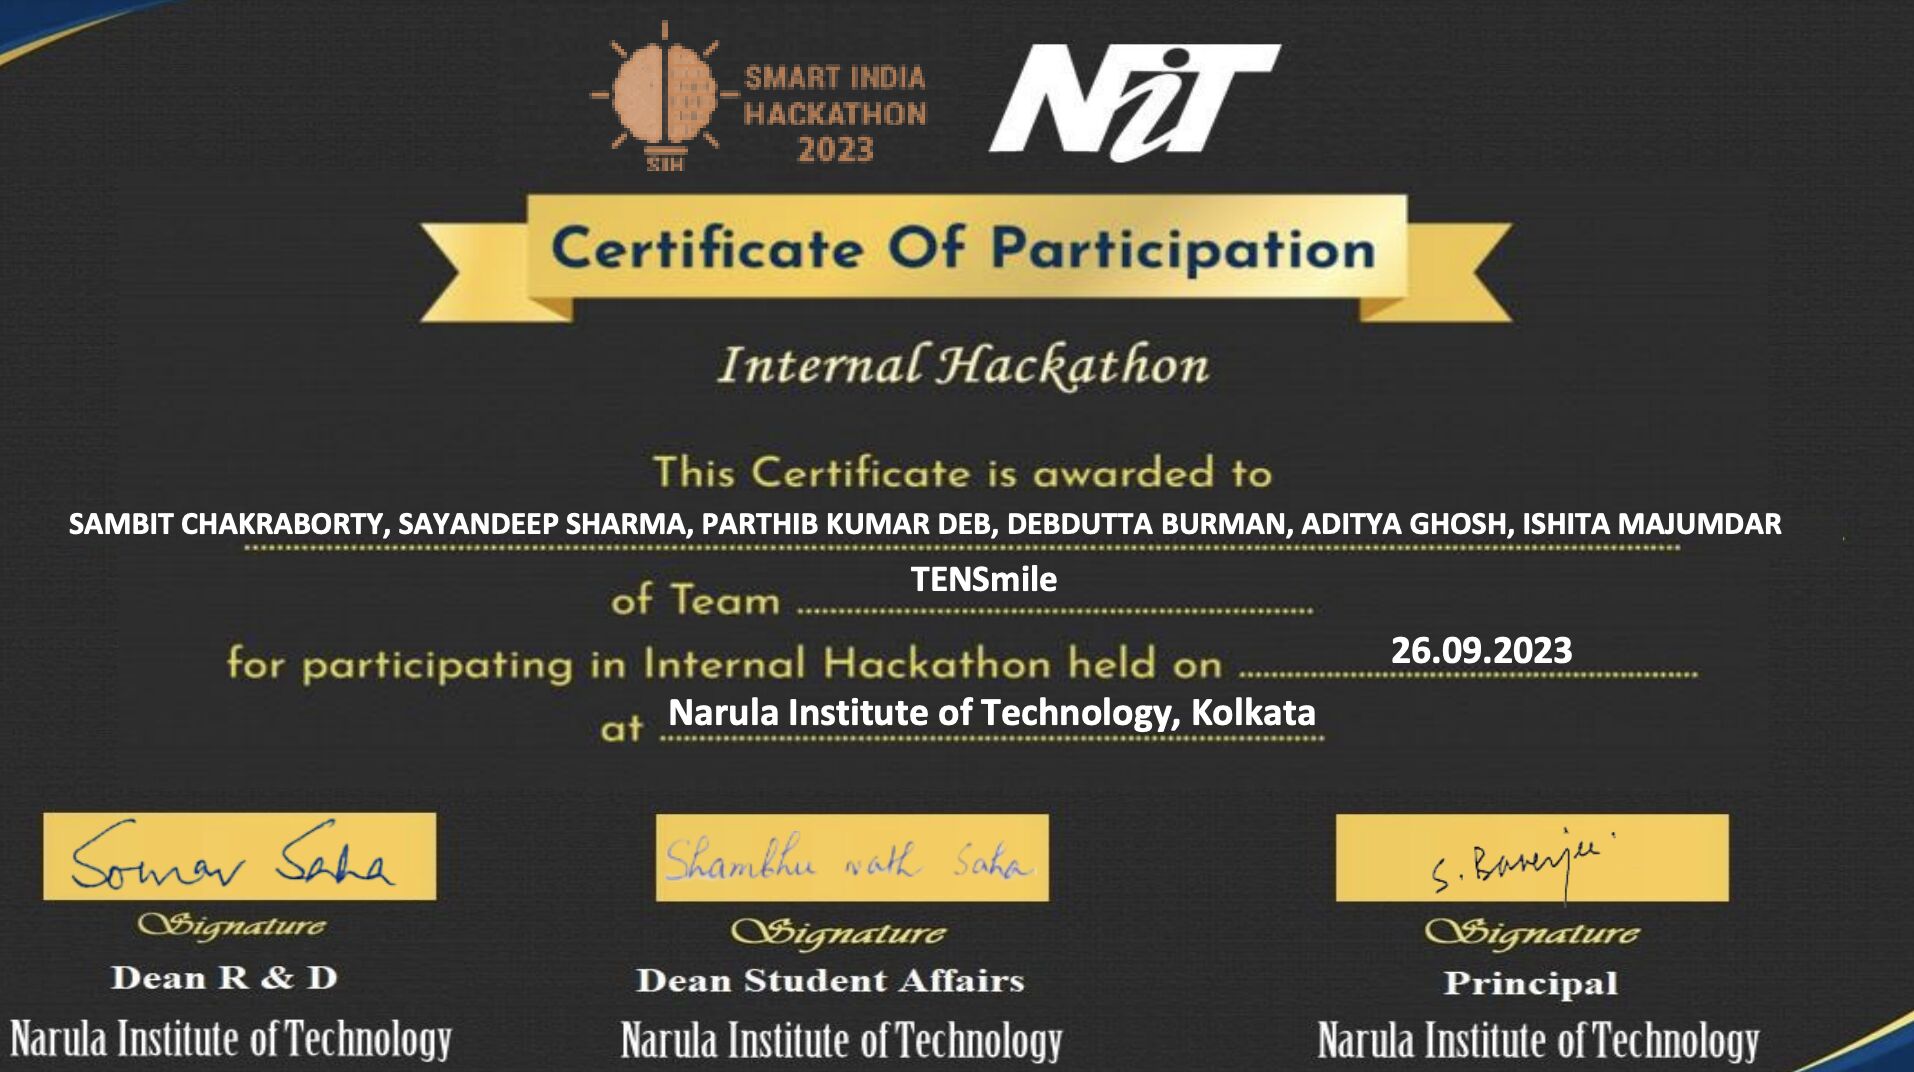 SMART INDIA
HACKATHON
2023
SIH
NiT
Certificate Of Participation
Internal Hackathon
This Certificate is awarded to
SAMBIT CHAKRABORTY, SAYANDEEP SHARMA, PARTHIB KUMAR DEB, DEBDUTTA BURMAN, ADITYA GHOSH, ISHITA MAJUMDAR
of Team TENSmile
for participating in Internal Hackathon held on 26.09.2023
at Narula Institute of Technology, Kolkata
Soumav Saha
Shambhu nath Saha
S. Banerjee
Signature
Signature
Signature
Dean R & D
Dean Student Affairs
Principal
Narula Institute of Technology
Narula Institute of Technology
Narula Institute of Technology